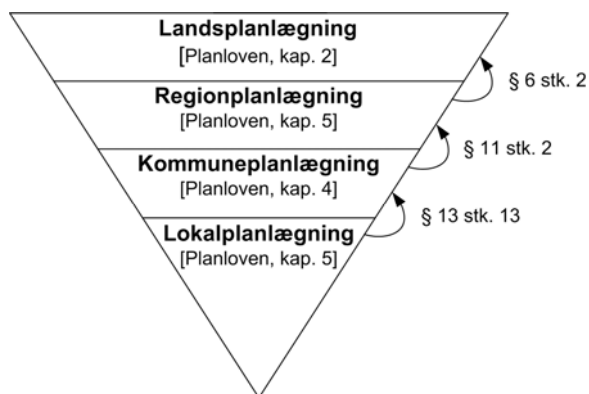 Landsplanlægning
[Planloven, kap. 2]
§ 6 stk. 2
Regionplanlægning
[Planloven, kap. 5]
§ 11 stk. 2
Kommuneplanlægning
[Planloven, kap. 4]
§ 13 stk. 13
Lokalplanlægning
[Planloven, kap. 5]